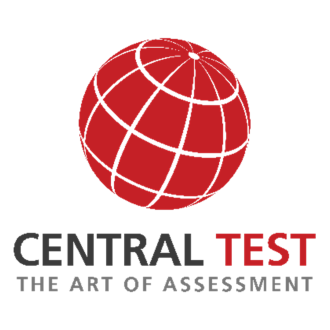 CENTRAL TEST
THE ART OF ASSESSMENT